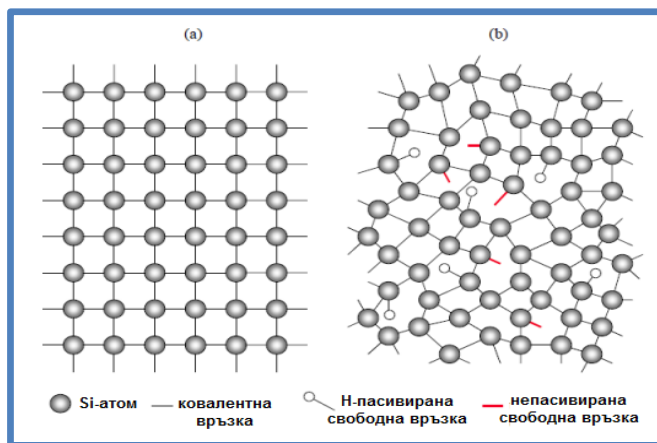 (a)
(b)
Si-атом
ковалентна
връзка
Н-пасивирана
свободна връзка
непасивирана
свободна връзка